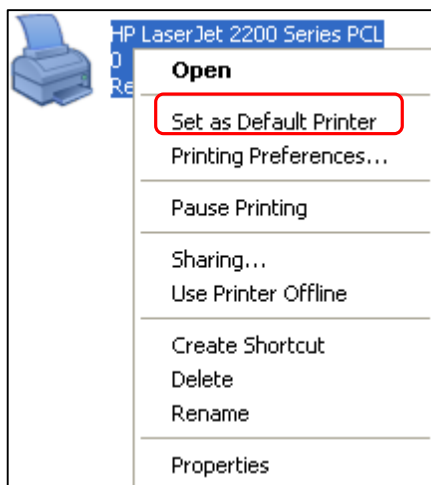 HP LaserJet 2200 Series PCL
0
Re
Open
Set as Default Printer
Printing Preferences...
Pause Printing
Sharing...
Use Printer Offline
Create Shortcut
Delete
Rename
Properties